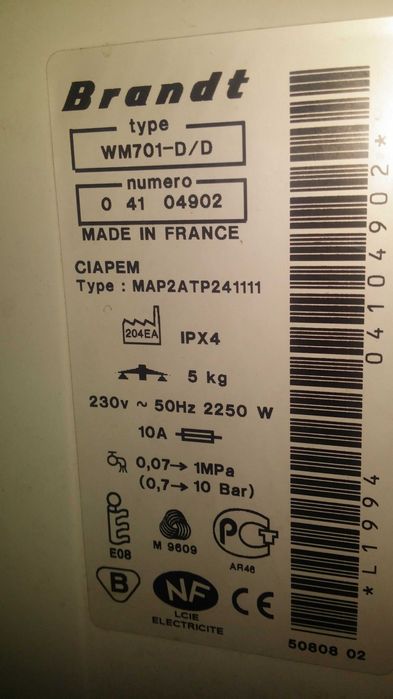 Brandt
type
WM701-D/D
numero
0 41 04902
MADE IN FRANCE
CIAPEM
Type : MAP2ATP241111
204EA
IPX4
5 kg
230v ~ 50Hz 2250 W
10A
0,07→ 1MPa
(0,7→ 10 Bar)
E08
M 9609
PCT
AR46
B
NF
LCIE
ELECTRICITE
CE
*L1994 04104902*
50808 02